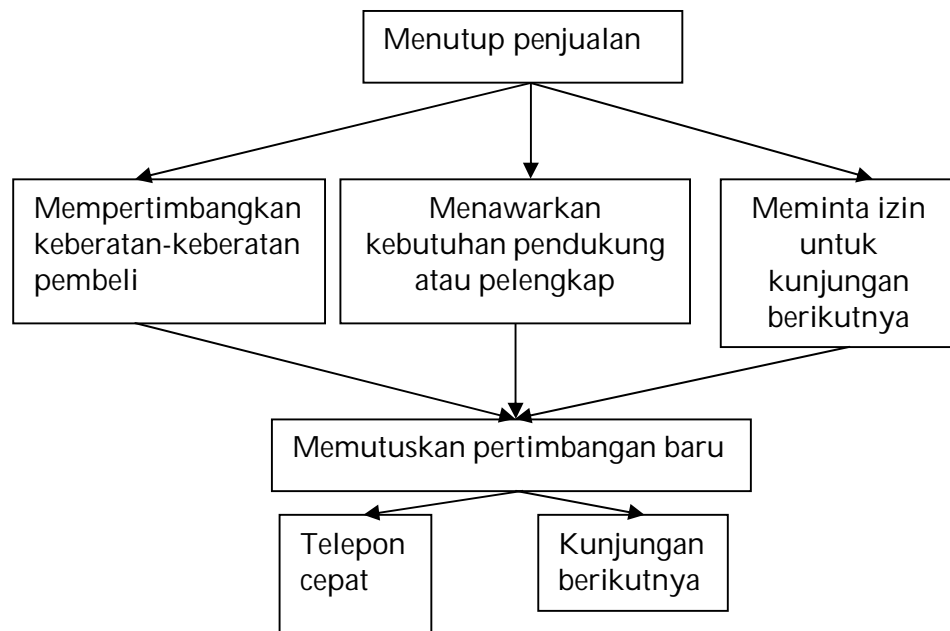 Menutup penjualan
Mempertimbangkan
keberatan-keberatan
pembeli
Menawarkan
kebutuhan pendukung
atau pelengkap
Meminta izin
untuk
kunjungan
berikutnya
Memutuskan pertimbangan baru
Telepon
cepat
Kunjungan
berikutnya